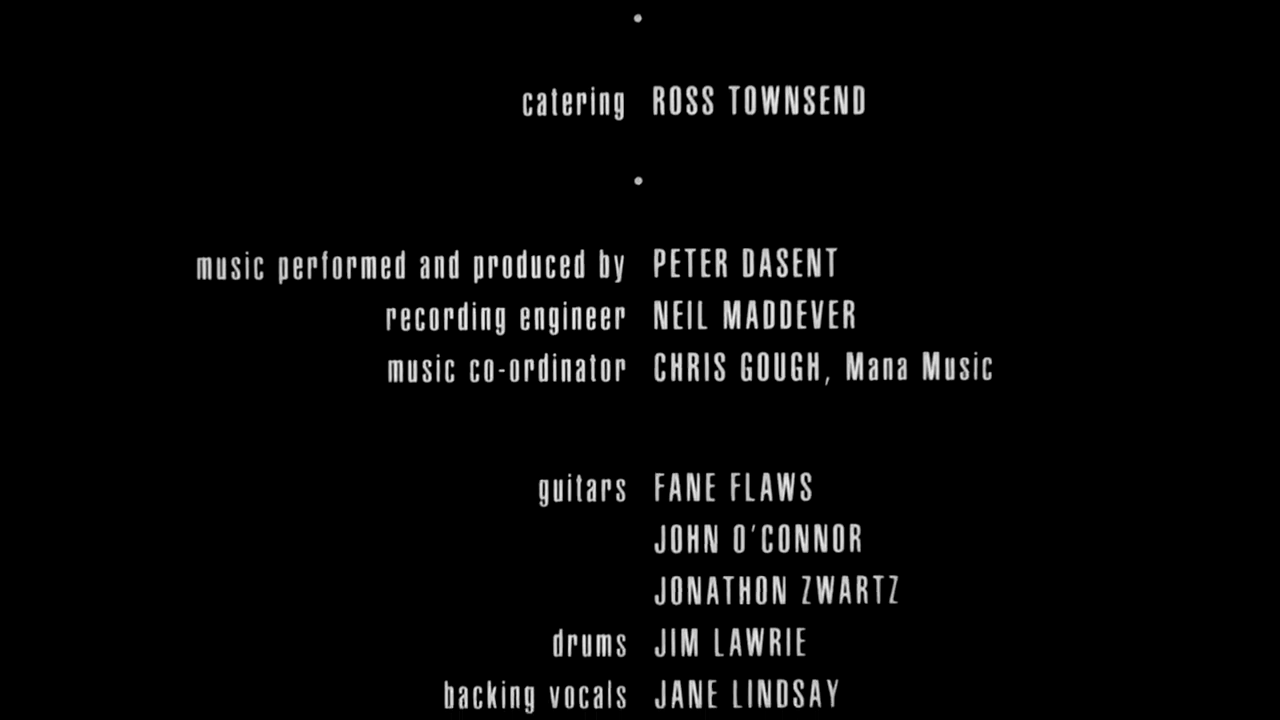 catering ROSS TOWNSEND
music performed and produced by PETER DASENT
recording engineer NEIL MADDEVER
music co-ordinator CHRIS GOUGH, Mana Music
guitars FANE FLAWS
JOHN O'CONNOR
JONATHON ZWARTZ
drums JIM LAWRIE
backing vocals JANE LINDSAY